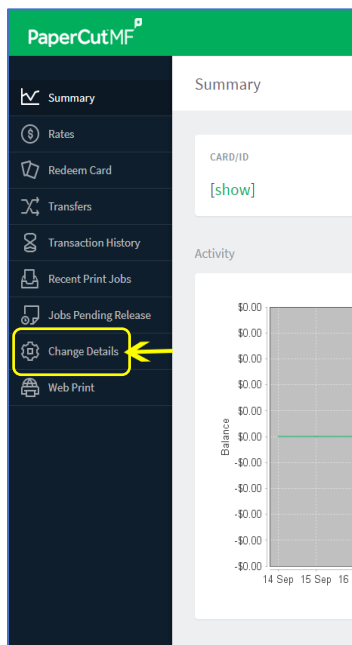 PaperCutMF P
Summary
Rates
Redeem Card
Transfers
Transaction History
Recent Print Jobs
Jobs Pending Release
Change Details
Web Print
Summary
CARD/ID
[show]
Activity
Balance
$0.00
$0.00
$0.00
$0.00
$0.00
$0.00
-$0.00
-$0.00
-$0.00
-$0.00
-$0.00
14 Sep 15 Sep 16